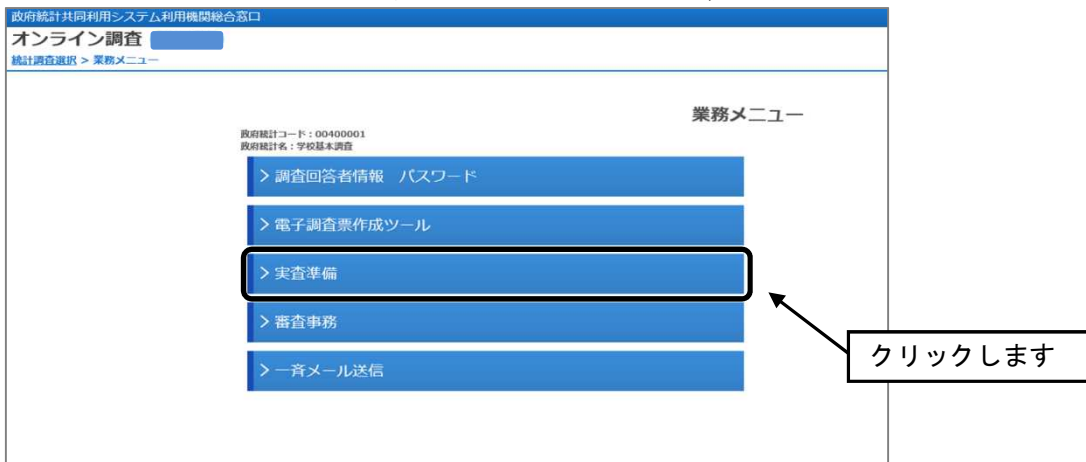 政府統計共同利用システム利用機関総合窓口
オンライン調査
統計調査選択 > 業務メニュー
業務メニュー
政府統計コード：00400001
政府統計名：学校基本調査
> 調査回答者情報　パスワード
> 電子調査票作成ツール
> 実査準備
> 審査事務
> 一斉メール送信
クリックします